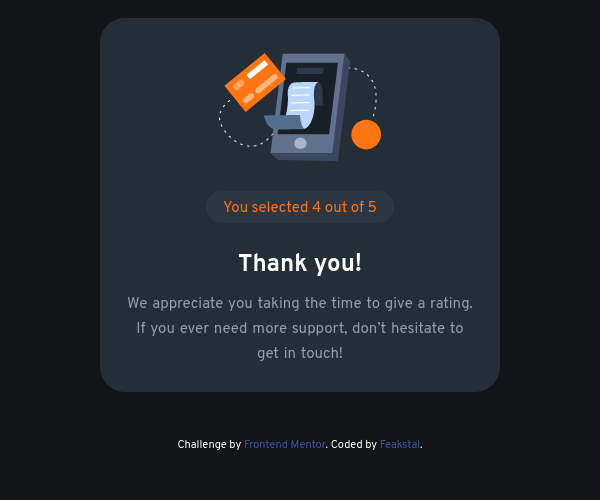 You selected 4 out of 5
Thank you!
We appreciate you taking the time to give a rating.
If you ever need more support, don’t hesitate to
get in touch!
Challenge by Frontend Mentor. Coded by Feakstal.